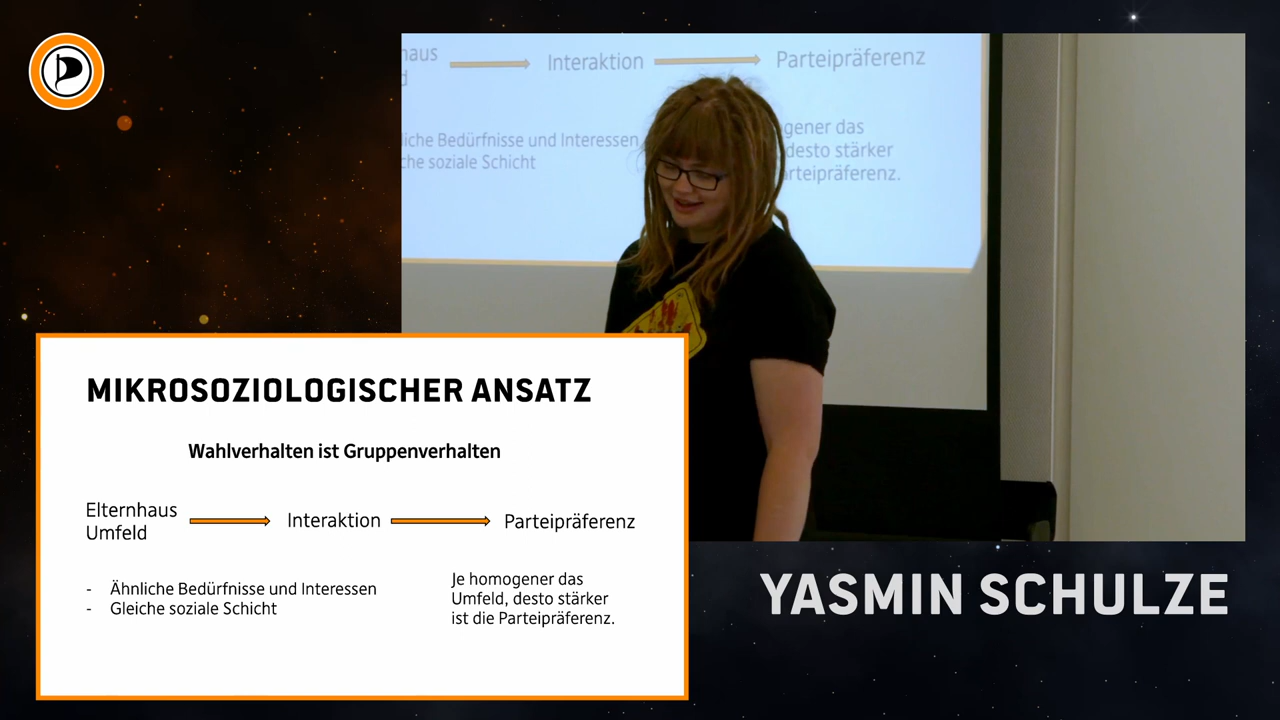 haus
Interaktion
Parteipräferenz
liche Bedürfnisse und Interessen
che soziale Schicht
gener das
desto stärker
arteipräferenz.
MIKROSOZIOLOGISCHER ANSATZ
Wahlverhalten ist Gruppenverhalten
Elternhaus
Umfeld
Interaktion
Parteipräferenz
- Ähnliche Bedürfnisse und Interessen
- Gleiche soziale Schicht
Je homogener das
Umfeld, desto stärker
ist die Parteipräferenz.
YASMIN SCHULZE